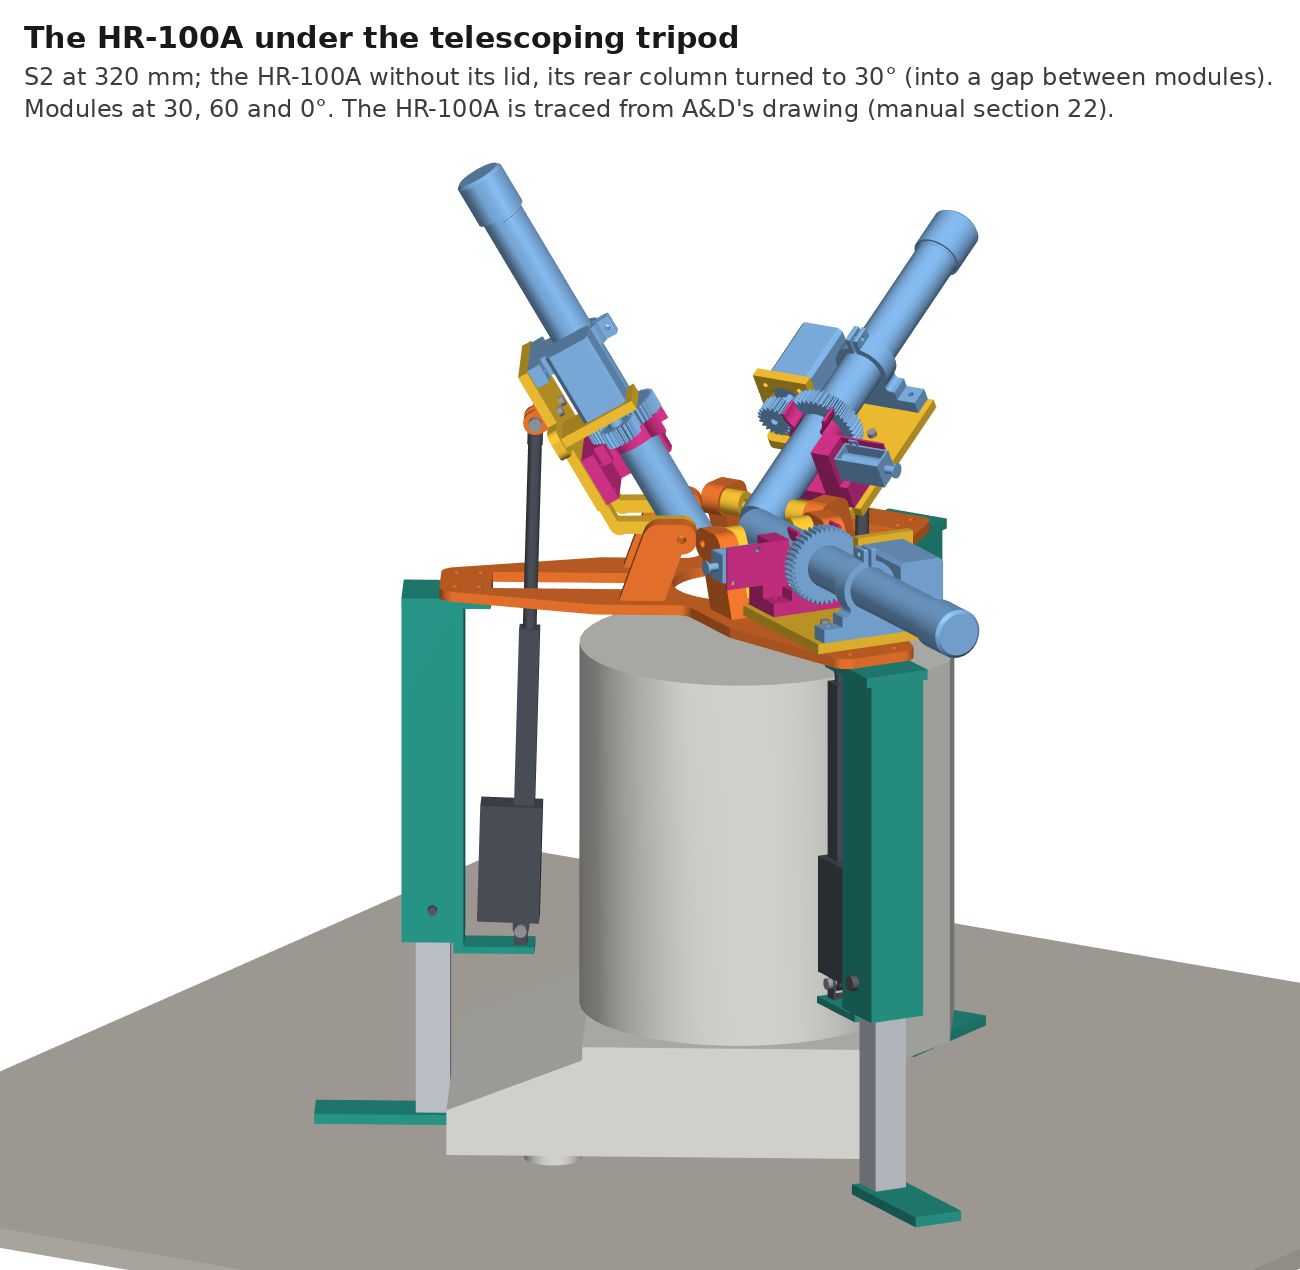 The HR-100A under the telescoping tripod
S2 at 320 mm; the HR-100A without its lid, its rear column turned to 30° (into a gap between modules).
Modules at 30, 60 and 0°. The HR-100A is traced from A&D's drawing (manual section 22).